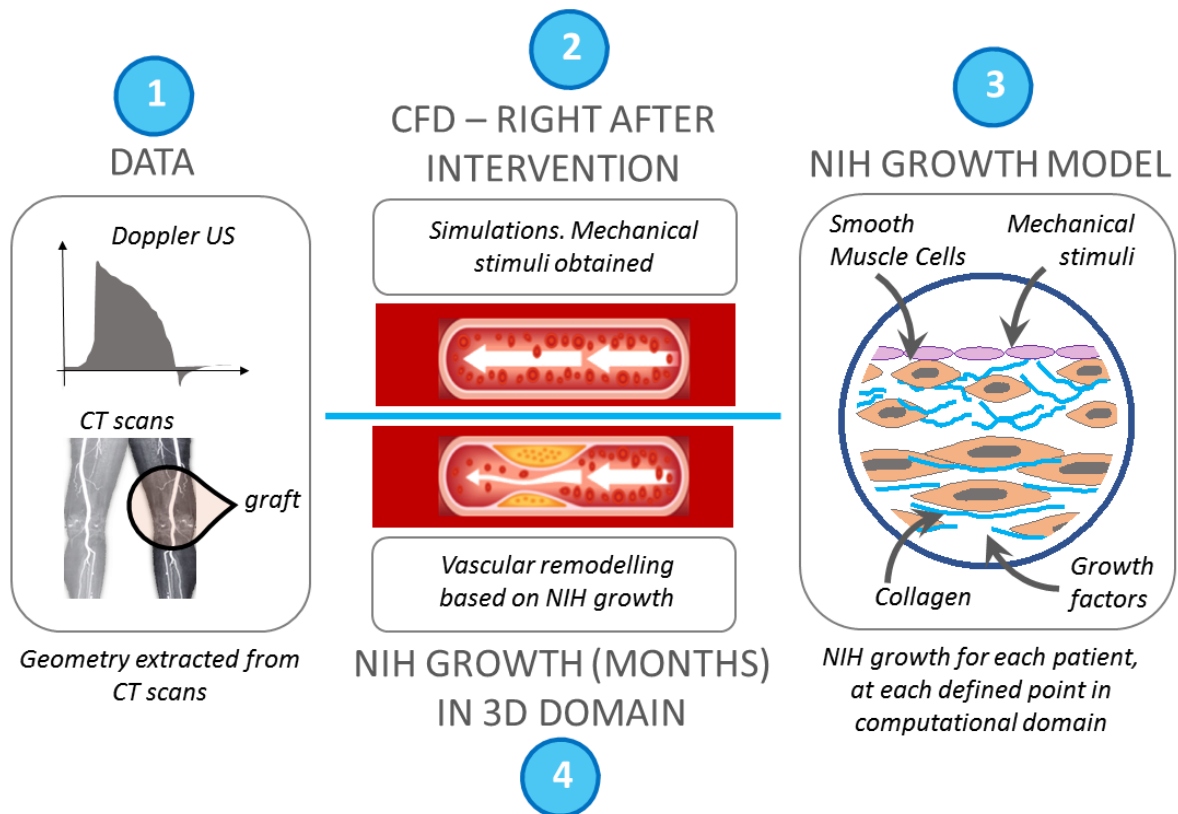 1
DATA
Doppler US
CT scans
graft
Geometry extracted from
CT scans
2
CFD – RIGHT AFTER
INTERVENTION
Simulations. Mechanical
stimuli obtained
Vascular remodelling
based on NIH growth
NIH GROWTH (MONTHS)
IN 3D DOMAIN
4
3
NIH GROWTH MODEL
Smooth
Muscle Cells
Mechanical
stimuli
Collagen
Growth
factors
NIH growth for each patient,
at each defined point in
computational domain